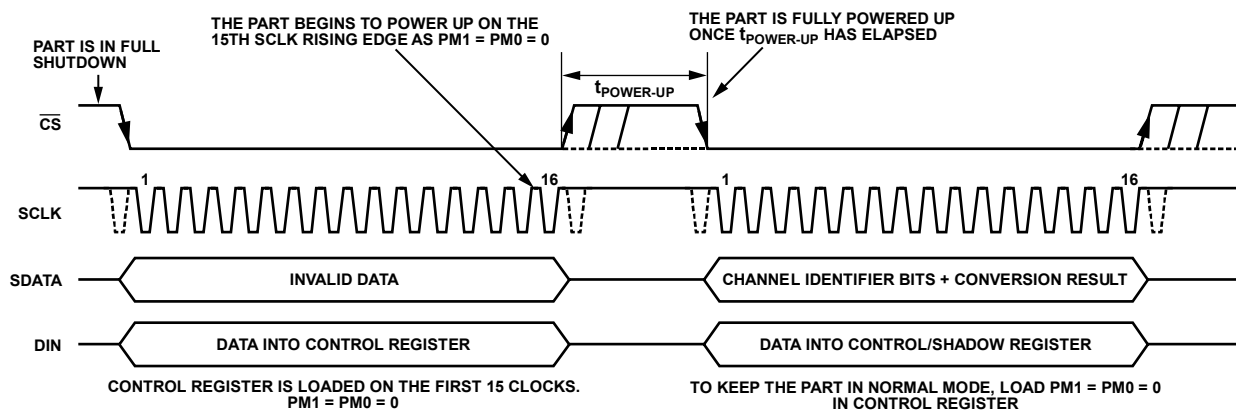 THE PART BEGINS TO POWER UP ON THE
15TH SCLK RISING EDGE AS PM1 = PM0 = 0
THE PART IS FULLY POWERED UP
ONCE tPOWER-UP HAS ELAPSED
PART IS IN FULL
SHUTDOWN
tPOWER-UP
CS
1
16
1
16
SCLK
SDATA
INVALID DATA
CHANNEL IDENTIFIER BITS + CONVERSION RESULT
DIN
DATA INTO CONTROL REGISTER
DATA INTO CONTROL/SHADOW REGISTER
CONTROL REGISTER IS LOADED ON THE FIRST 15 CLOCKS.
PM1 = PM0 = 0
TO KEEP THE PART IN NORMAL MODE, LOAD PM1 = PM0 = 0
IN CONTROL REGISTER